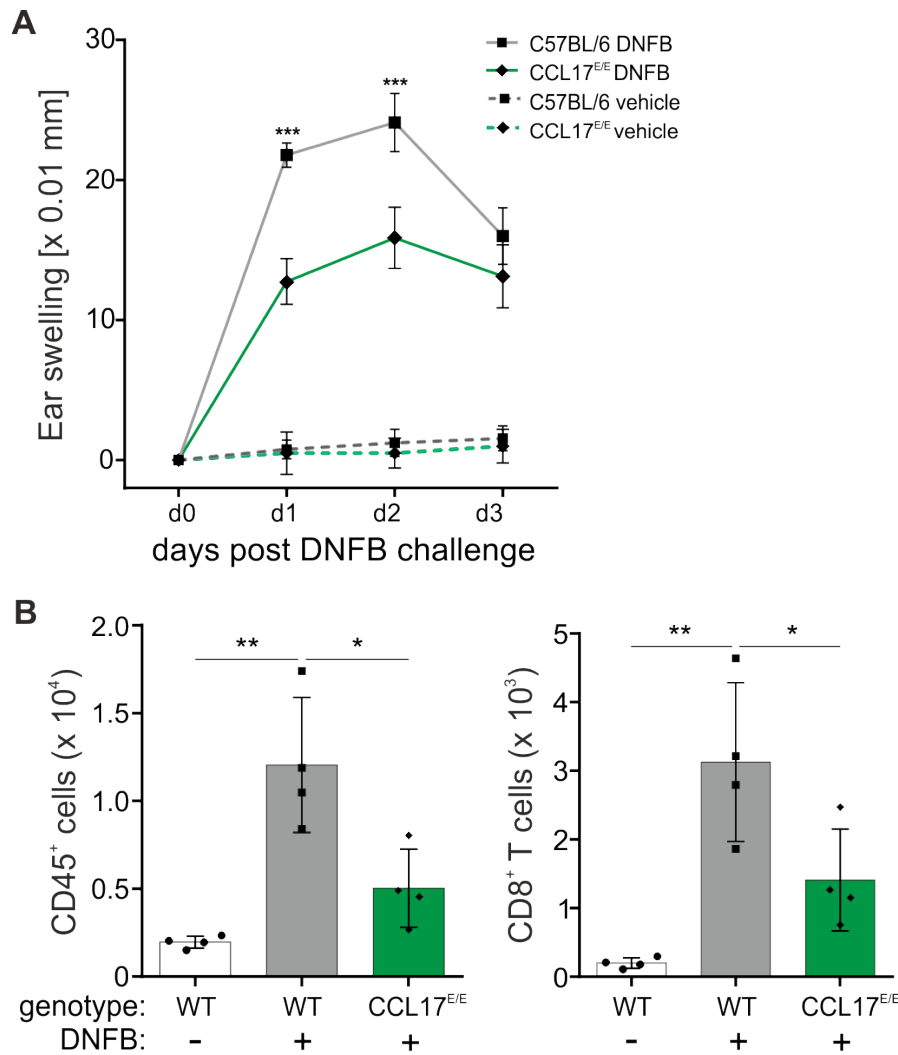 A
30
20
10
0
Ear swelling [x 0.01 mm]
C57BL/6 DNFB
CCL17E/E DNFB
C57BL/6 vehicle
CCL17E/E vehicle
***
***
d0 d1 d2 d3
days post DNFB challenge
B
2.0
1.5
1.0
0.5
0
CD45+ cells (x 10⁴)
** *
genotype: WT WT CCL17E/E
DNFB: - + +
5
4
3
2
1
0
CD8+ T cells (x 10³)
** *
WT WT CCL17E/E
- + +